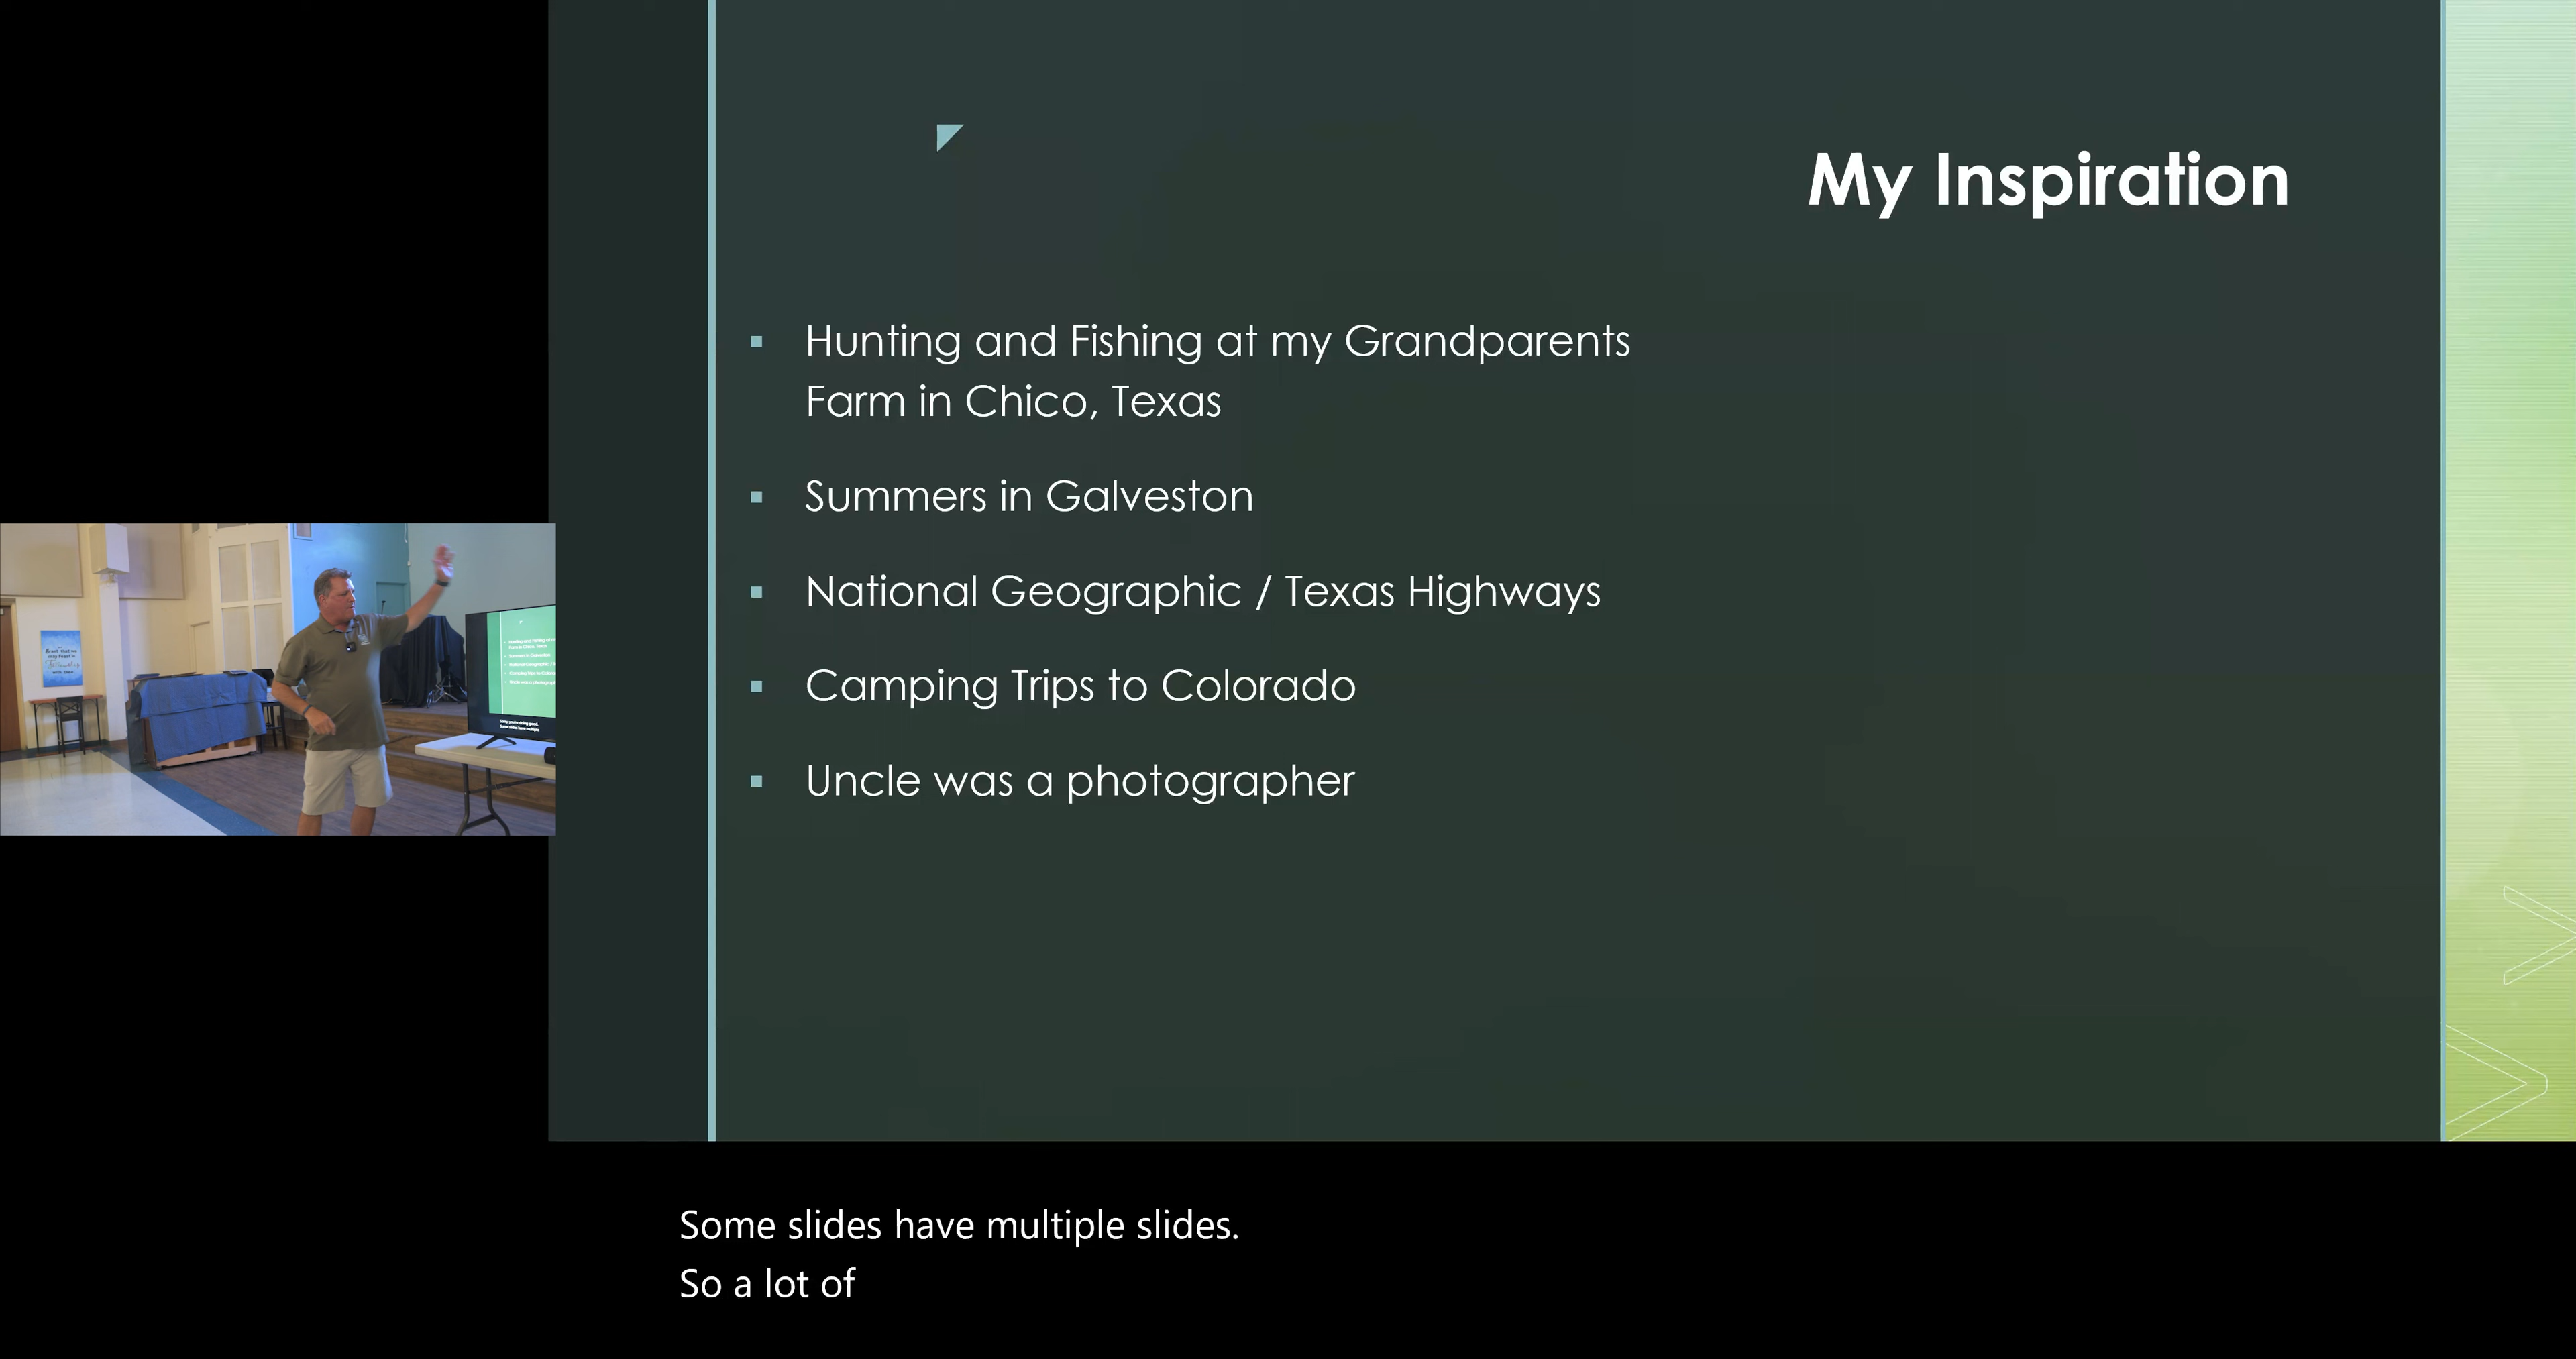 My Inspiration
▪ Hunting and Fishing at my Grandparents
Farm in Chico, Texas
▪ Summers in Galveston
▪ National Geographic / Texas Highways
▪ Camping Trips to Colorado
▪ Uncle was a photographer
Some slides have multiple slides.
So a lot of